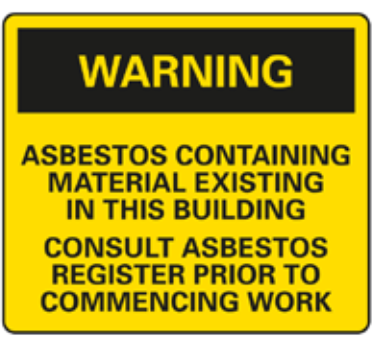 WARNING
ASBESTOS CONTAINING
MATERIAL EXISTING
IN THIS BUILDING
CONSULT ASBESTOS
REGISTER PRIOR TO
COMMENCING WORK